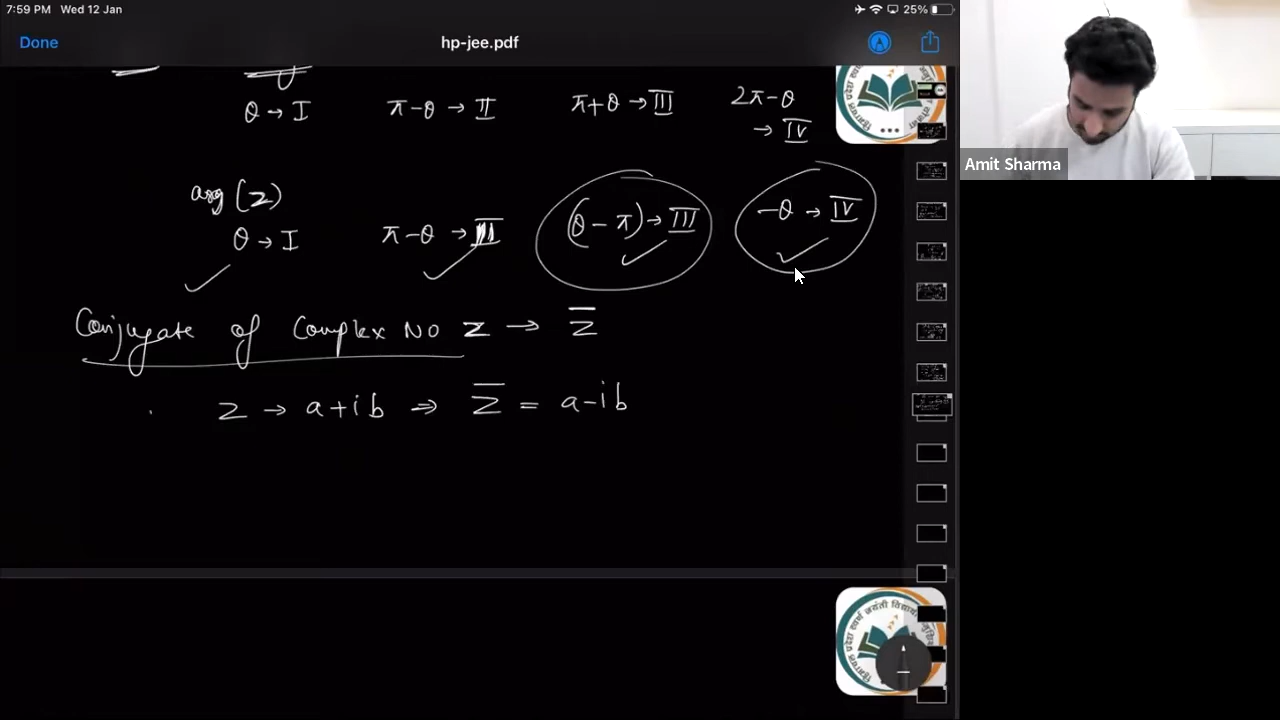 7:59 PM Wed 12 Jan
25%
Done
hp-jee.pdf
θ → I π-θ → II π+θ → III 2π-θ
→ IV
Amit Sharma
arg (z)
θ → I π-θ → II (θ - π) → III -θ → IV
Conjugate of Complex No z → z̅
z → a+ib ⇒ z̅ = a-ib